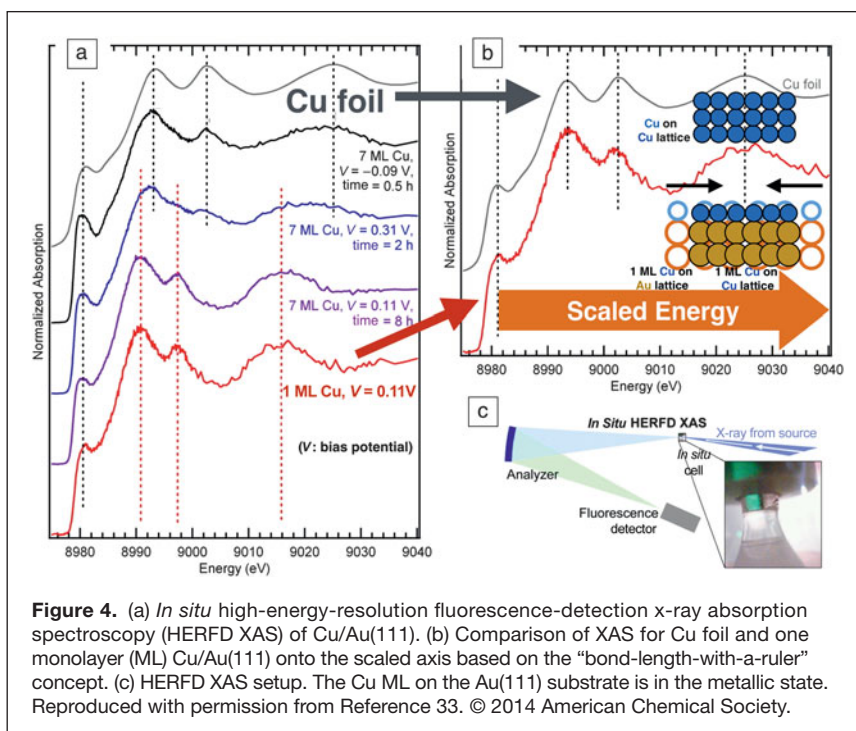 a
Cu foil
7 ML Cu,
V = −0.09 V,
time = 0.5 h
7 ML Cu, V = 0.31 V
time = 2 h
7 ML Cu, V = 0.11 V,
time = 8 h
1 ML Cu, V = 0.11V
(V: bias potential)
Normalized Absorption
8980 8990 9000 9010 9020 9030 9040
Energy (eV)
b
Cu foil
Cu on
Cu lattice
1 ML Cu on
Au lattice
1 ML Cu on
Cu lattice
Scaled Energy
Normalized Absorption
8980 8990 9000 9010 9020 9030 9040
Energy (eV)
c
In Situ HERFD XAS
X-ray from source
In situ
cell
Analyzer
Fluorescence
detector
Figure 4. (a) In situ high-energy-resolution fluorescence-detection x-ray absorption
spectroscopy (HERFD XAS) of Cu/Au(111). (b) Comparison of XAS for Cu foil and one
monolayer (ML) Cu/Au(111) onto the scaled axis based on the “bond-length-with-a-ruler”
concept. (c) HERFD XAS setup. The Cu ML on the Au(111) substrate is in the metallic state.
Reproduced with permission from Reference 33. © 2014 American Chemical Society.